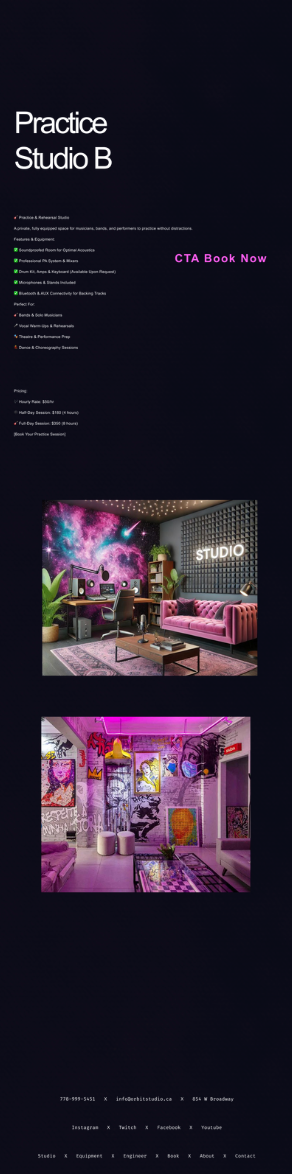 Practice
Studio B
🎸 Practice & Rehearsal Studio
A private, fully equipped space for musicians, bands, and performers to practice without distractions.
Features & Equipment:
✅ Soundproofed Room for Optimal Acoustics
✅ Professional PA System & Mixers
✅ Drum Kit, Amps & Keyboard (Available Upon Request)
✅ Microphones & Stands Included
✅ Bluetooth & AUX Connectivity for Backing Tracks
Perfect For:
🎸 Bands & Solo Musicians
🎤 Vocal Warm-Ups & Rehearsals
🎭 Theatre & Performance Prep
💃 Dance & Choreography Sessions
CTA Book Now
Pricing:
Hourly Rate: $50/hr
Half-Day Session: $180 (4 hours)
🎸 Full-Day Session: $300 (8 hours)
[Book Your Practice Session]
STUDIO
778-999-5451 X info@orbitstudio.ca X 854 W Broadway
Instagram X Twitch X Facebook X Youtube
Studio X Equipment X Engineer X Book X About X Contact